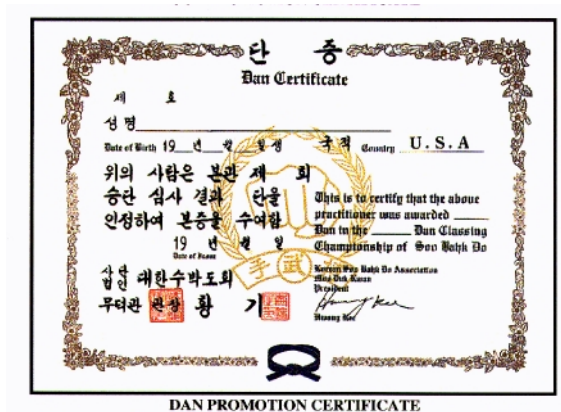 단 증
Dan Certificate
제 호
성명
Date of Birth 19 년 월 일생 국적 Country U.S.A
위의 사람은 본관 제 회
승단 심사 결과 단을
인정하여 본증을 수여함
19 년 월 일
Date of Issue
This is to certify that the above
practitioner was awarded
Dan in the Dan Classing
Championship of Soo Bahk Do
手武
사단법인 대한수박도회
무덕관 관장 황 기
Korean Soo Bahk Do Association
Moo Duk Kwan
President
Hwang Kee
Hwang Kee
DAN PROMOTION CERTIFICATE